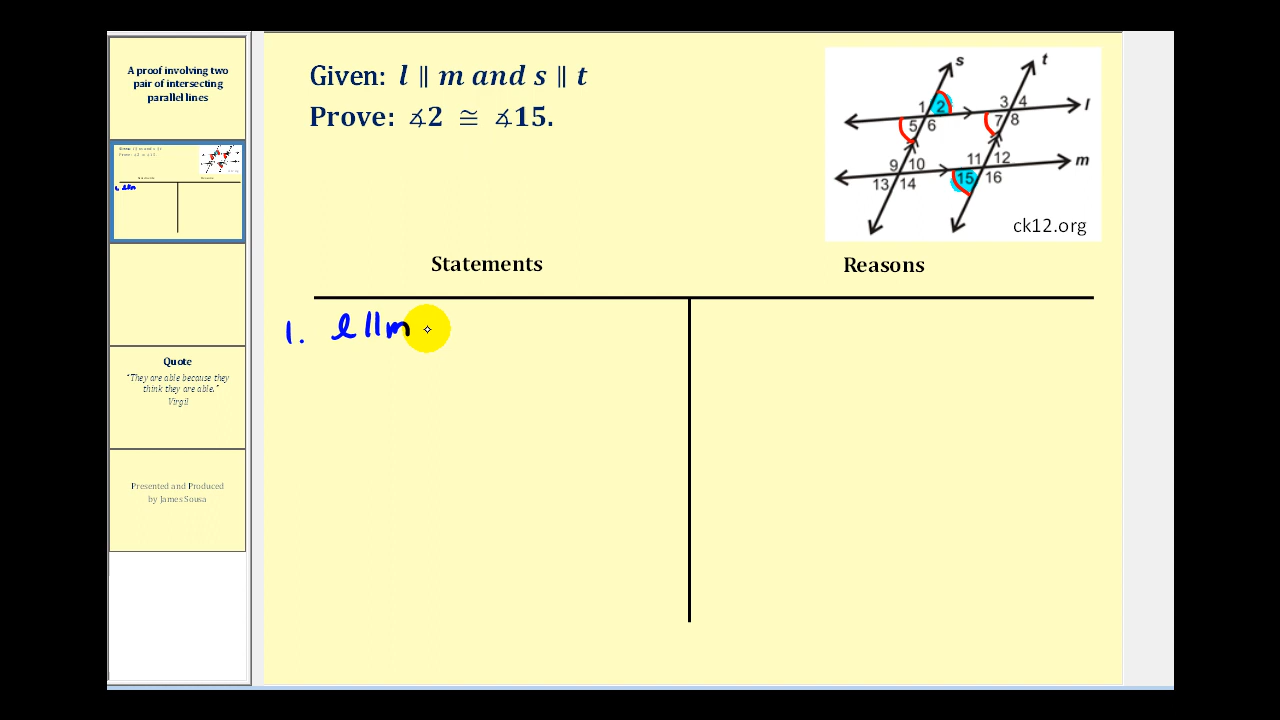 A proof involving two
pair of intersecting
parallel lines
Quote
"They are able because they
think they are able."
Virgil
Presented and Produced
by James Sousa
Given: l ∥ m and s ∥ t
Prove: ∡2 ≅ ∡15.
s
t
1 2
3 4
l
5 6
7 8
9 10
11 12
m
13 14
15 16
ck12.org
Statements
Reasons
1. l || m